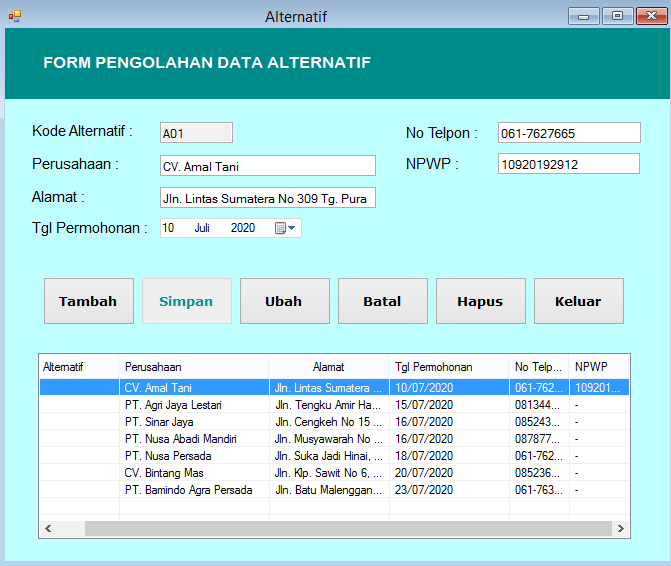 Alternatif
FORM PENGOLAHAN DATA ALTERNATIF
Kode Alternatif : A01 No Telpon : 061-7627665
Perusahaan : CV. Amal Tani NPWP : 10920192912
Alamat : Jln. Lintas Sumatera No 309 Tg. Pura
Tgl Permohonan : 10 Juli 2020
Tambah Simpan Ubah Batal Hapus Keluar
Alternatif Perusahaan Alamat Tgl Permohonan No Telp... NPWP
CV. Amal Tani Jln. Lintas Sumatera ... 10/07/2020 061-762... 109201...
PT. Agri Jaya Lestari Jln. Tengku Amir Ha... 15/07/2020 081344... -
PT. Sinar Jaya Jln. Cengkeh No 15 ... 16/07/2020 085243... -
PT. Nusa Abadi Mandiri Jln. Musyawarah No ... 16/07/2020 087877... -
PT. Nusa Persada Jln. Suka Jadi Hinai, ... 18/07/2020 061-762... -
CV. Bintang Mas Jln. Klp. Sawit No 6, ... 20/07/2020 085236... -
PT. Bamindo Agra Persada Jln. Batu Malenggan... 23/07/2020 061-763... -